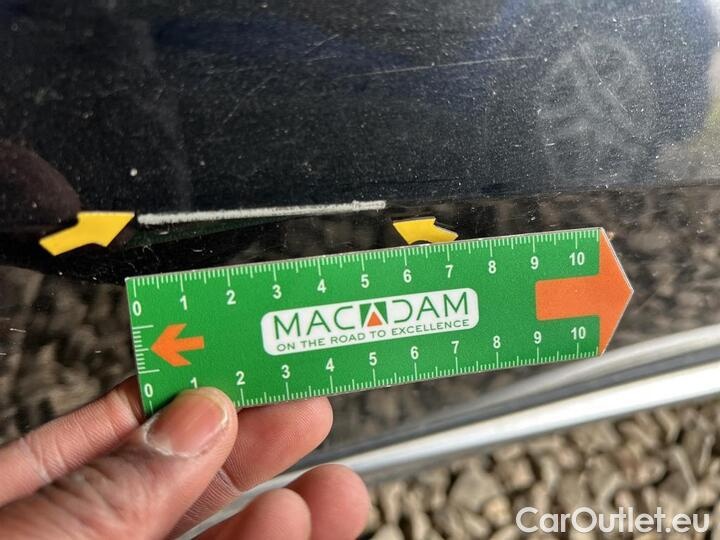 0 1 2 3 4 5 6 7 8 9 10
MACADAM
ON THE ROAD TO EXCELLENCE
0 1 2 3 4 5 6 7 8 9 10
CarOutlet.eu